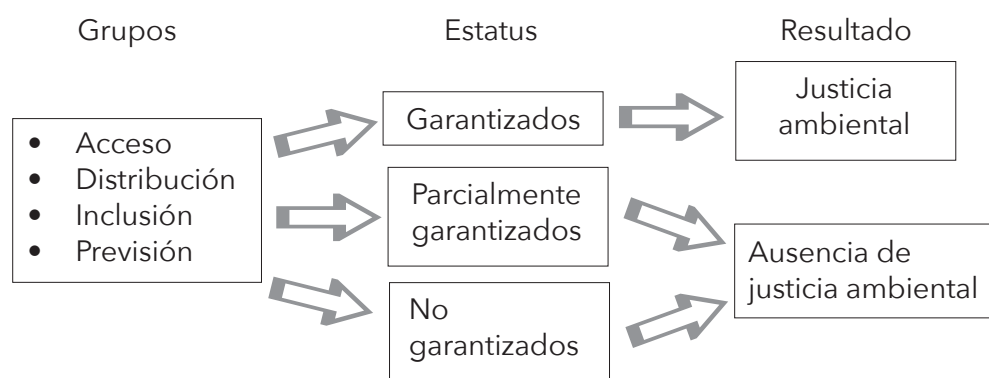 Grupos
Estatus
Resultado
• Acceso
• Distribución
• Inclusión
• Previsión
Garantizados
Parcialmente
garantizados
No
garantizados
Justicia
ambiental
Ausencia de
justicia ambiental